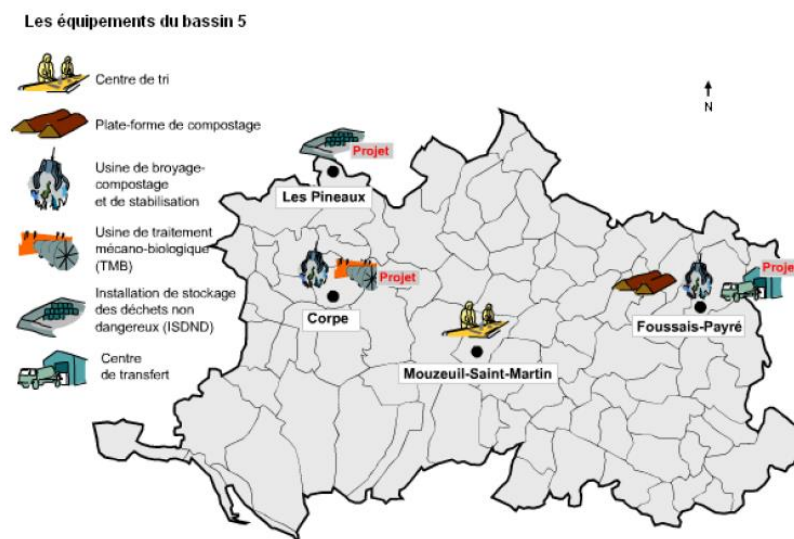 Les équipements du bassin 5
Centre de tri
Plate-forme de compostage
Usine de broyage-
compostage
et de stabilisation
Usine de traitement
mécano-biologique
(TMB)
Installation de stockage
des déchets non
dangereux (ISDND)
Centre
de transfert
N
Projet
Les Pineaux
Projet
Corpe
Mouzeuil-Saint-Martin
Projet
Foussais-Payré